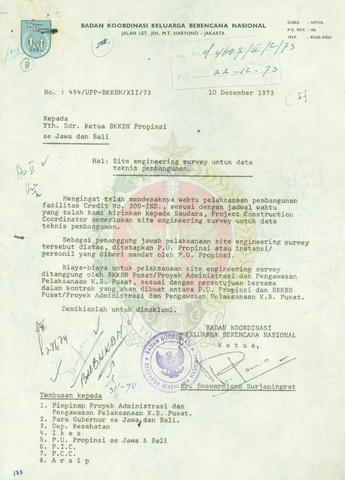 BADAN KOORDINASI KELUARGA BERENCANA NASIONAL
JALAN LET. JEN. M.T. HARYONO - JAKARTA
CABLE :
P.O. BOX :
TELP. :
22-12-73
No. : 494/UPP-BKKBN/XII/73
10 Desember 1973
Kepada
Yth. Sdr. Ketua BKKBN Propinsi
se Jawa dan Bali
Hal: Site engineering survey untuk data
teknis pembangunan.
Mengingat telah mendesaknya waktu pelaksanaan pembangunan
fasilitas Credit No. 300-IND., sesuai dengan jadwal waktu
yang telah Kami kirimkan kepada Saudara, Project Construction
Coordinator memerlukan site engineering survey untuk data
teknis pembangunan.
Sebagai penanggung jawab pelaksanaan site engineering survey
tersebut diatas, ditetapkan P.U. Propinsi atau instansi/
personil yang diberi mandat oleh P.U. Propinsi.
Biaya-biaya untuk pelaksanaan site engineering survey
ditanggung oleh BKKBN Pusat/Proyek Administrasi dan Pengawasan
Pelaksanaan K.B. Pusat, sesuai dengan persetujuan bersama
dalam kontrak yang akan dibuat antara P.U. Propinsi dan BKKBN
Pusat/Proyek Administrasi dan Pengawasan Pelaksanaan K.B. Pusat.
Demikianlah untuk dimaklumi.
BADAN KOORDINASI
KELUARGA BERENCANA NASIONAL
K e t u a,
Dr. Soewardjono Surjaningrat
Tembusan kepada
1. Pimpinan Proyek Administrasi dan
Pengawasan Pelaksanaan K.B. Pusat.
2. Para Gubernur se Jawa dan Bali.
3. Dep. Kesehatan
4. I k e s
5. P.U. Propinsi se Jawa & Bali
6. P.I.C.
7. P.C.C.
8. A r s i p